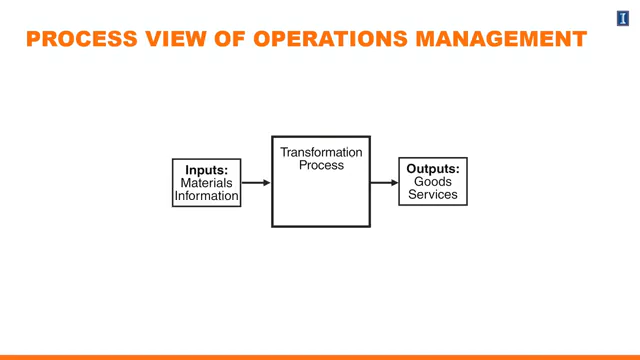 PROCESS VIEW OF OPERATIONS MANAGEMENT
Inputs:
Materials
Information
Transformation
Process
Outputs:
Goods
Services